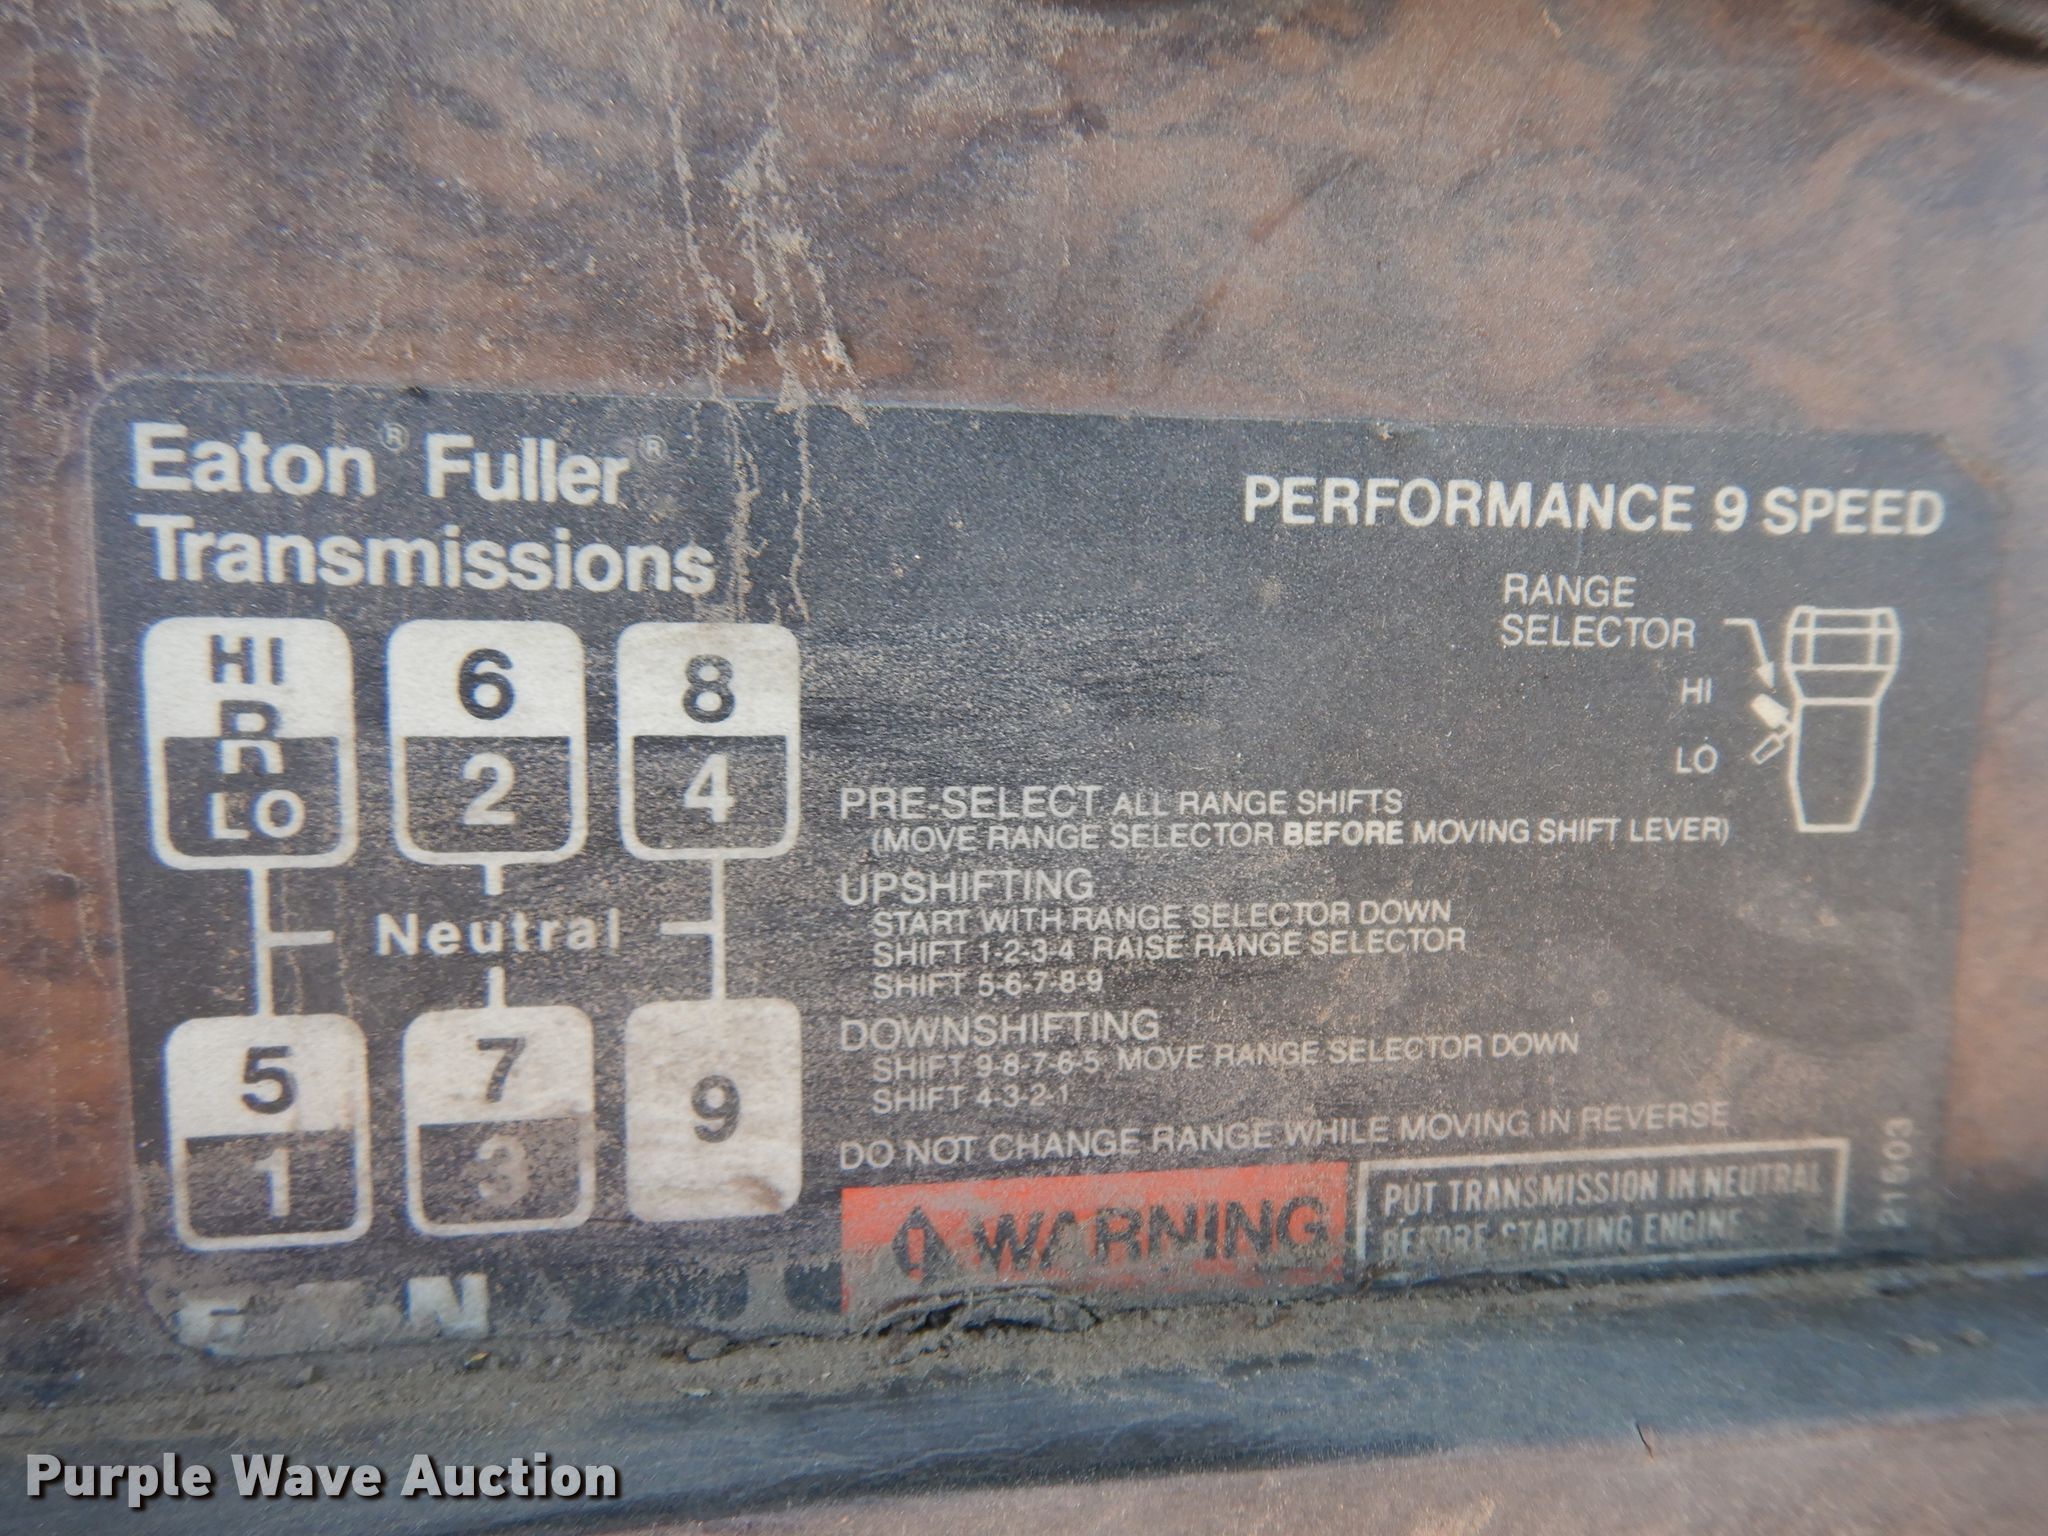 Eaton® Fuller®
Transmissions
PERFORMANCE 9 SPEED
RANGE
SELECTOR
HI
LO
HI
R
LO
6
2
8
4
Neutral
5
1
7
3
9
PRE-SELECT ALL RANGE SHIFTS
(MOVE RANGE SELECTOR BEFORE MOVING SHIFT LEVER)
UPSHIFTING
START WITH RANGE SELECTOR DOWN
SHIFT 1-2-3-4 RAISE RANGE SELECTOR
SHIFT 5-6-7-8-9
DOWNSHIFTING
SHIFT 9-8-7-6-5 MOVE RANGE SELECTOR DOWN
SHIFT 4-3-2-1
DO NOT CHANGE RANGE WHILE MOVING IN REVERSE
WARNING
PUT TRANSMISSION IN NEUTRAL
BEFORE STARTING ENGINE
21503
Purple Wave Auction